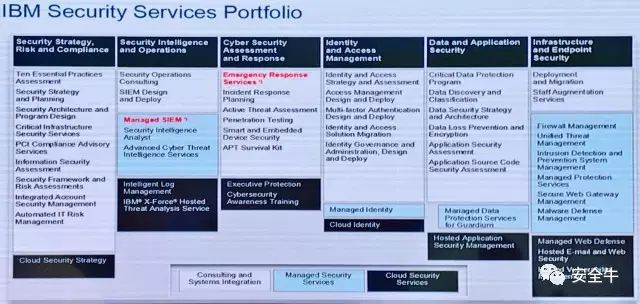 IBM Security Services Portfolio
Security Strategy,
Risk and Compliance
Ten Essential Practices
Assessment
Security Strategy
and Planning
Security Architecture and
Program Design
Critical Infrastructure
Security Services
PCI Compliance Advisory
Services
Information Security
Assessment
Security Framework and
Risk Assessments
Integrated Account
Security Management
Automated IT Risk
Management
Cloud Security Strategy
Security Intelligence
and Operations
Security Operations
Consulting
SIEM Design
and Deploy
Managed SIEM *)
Security Intelligence
Analyst
Advanced Cyber Threat
Intelligence Services
Intelligent Log
Management
IBM® X-Force® Hosted
Threat Analysis Service
Cyber Security
Assessment
and Response
Emergency Response
Services *)
Incident Response
Planning
Active Threat Assessment
Penetration Testing
Smart and Embedded
Device Security
APT Survival Kit
Executive Protection
Cybersecurity
Awareness Training
Identity
and Access
Management
Identity and Access
Strategy and Assessment
Access Management
Design and Deploy
Multi-factor Authentication
Design and Deploy
Identity and Access
Solution Migration
Identity Governance and
Administration, Design
and Deploy
Managed Identity
Cloud Identity
Data and Application
Security
Critical Data Protection
Program
Data Discovery and
Classification
Data Security Strategy
and Architecture
Data Loss Prevention and
Encryption
Application Security
Assessment
Application Source Code
Security Assessment
Managed Data
Protection Services
for Guardium
Hosted Application
Security Management
Infrastructure
and Endpoint
Security
Deployment
and Migration
Staff Augmentation
Services
Firewall Management
Unified Threat
Management
Intrusion Detection and
Prevention System
Management
Managed Protection
Services
Secure Web Gateway
Management
Malware Defense
Management
Managed Web Defense
Hosted E-mail and Web
Security
Consulting and
Systems Integration
Managed Security
Services
Cloud Security
Services
安全牛